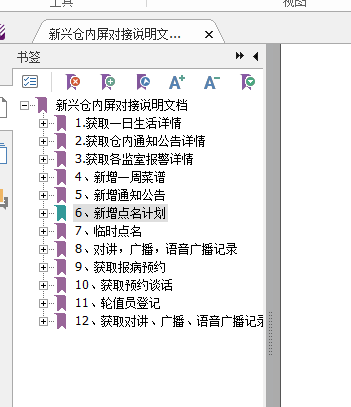 工具 视图
新兴仓内屏对接说明文...
书签
A+ A-
新兴仓内屏对接说明文档
1.获取一日生活详情
2.获取仓内通知公告详情
3.获取各监室报警详情
4、新增一周菜谱
5、新增通知公告
6、新增点名计划
7、临时点名
8、对讲，广播，语音广播记录
9、获取报病预约
10、获取预约谈话
11、轮值员登记
12、获取对讲、广播、语音广播记录